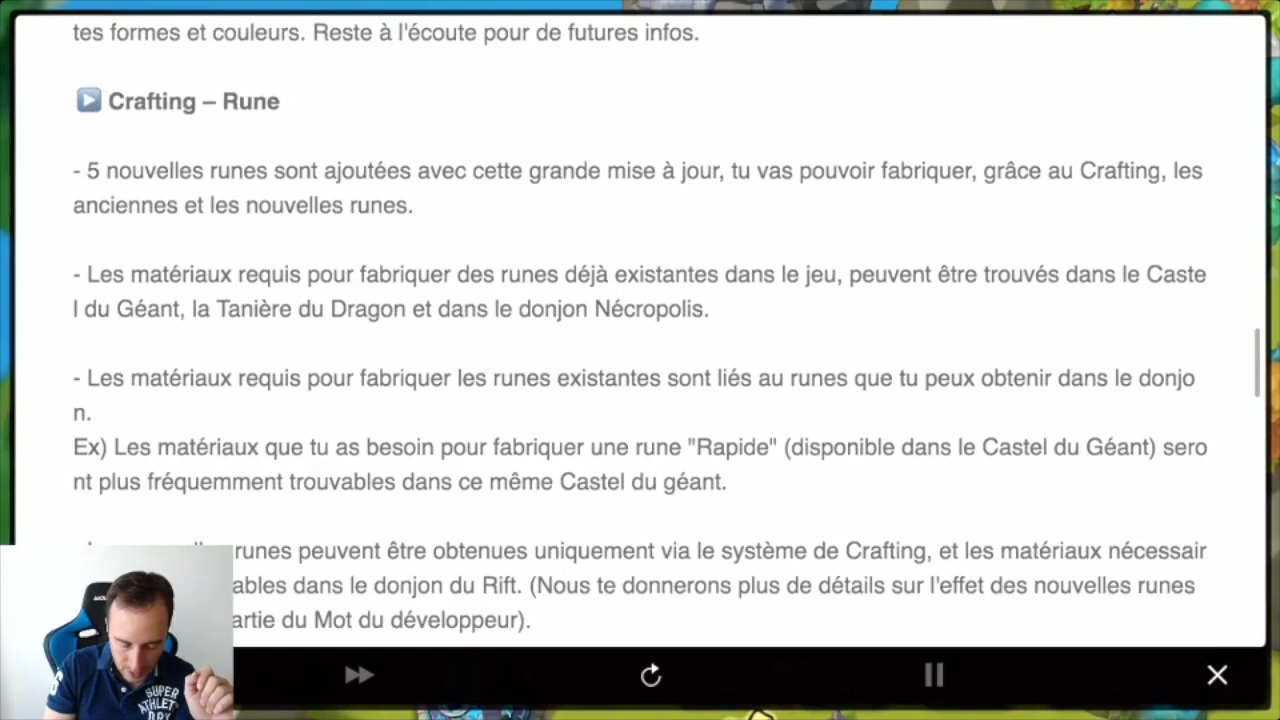 tes formes et couleurs. Reste à l'écoute pour de futures infos.
Crafting – Rune
- 5 nouvelles runes sont ajoutées avec cette grande mise à jour, tu vas pouvoir fabriquer, grâce au Crafting, les
anciennes et les nouvelles runes.
- Les matériaux requis pour fabriquer des runes déjà existantes dans le jeu, peuvent être trouvés dans le Caste
l du Géant, la Tanière du Dragon et dans le donjon Nécropolis.
- Les matériaux requis pour fabriquer les runes existantes sont liés au runes que tu peux obtenir dans le donjo
n.
Ex) Les matériaux que tu as besoin pour fabriquer une rune "Rapide" (disponible dans le Castel du Géant) sero
nt plus fréquemment trouvables dans ce même Castel du géant.
runes peuvent être obtenues uniquement via le système de Crafting, et les matériaux nécessair
ables dans le donjon du Rift. (Nous te donnerons plus de détails sur l'effet des nouvelles runes
artie du Mot du développeur).
SUPER
ATHLET